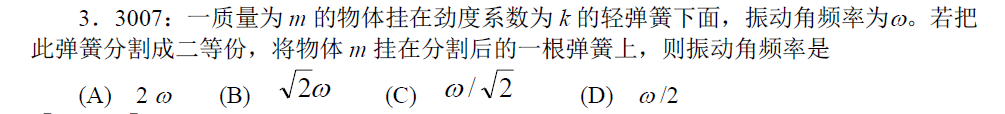 3．3007：一质量为 m 的物体挂在劲度系数为 k 的轻弹簧下面，振动角频率为ω。若把
此弹簧分割成二等份，将物体 m 挂在分割后的一根弹簧上，则振动角频率是
(A) 2 ω (B) √2ω (C) ω/√2 (D) ω /2